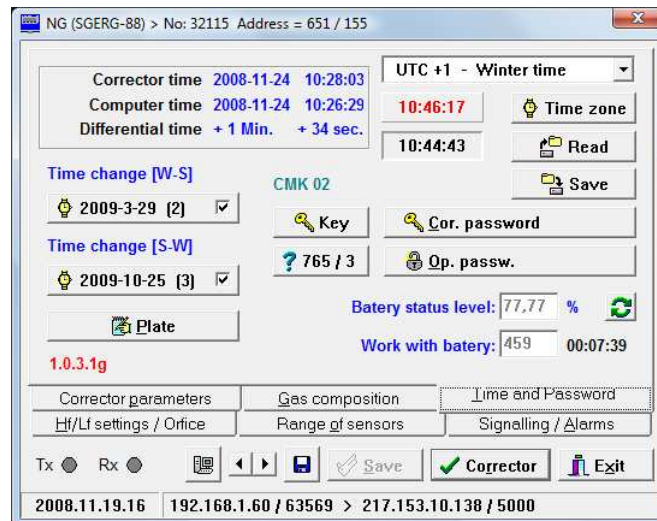 NG (SGERG-88) > No: 32115 Address = 651 / 155
UTC +1 - Winter time
Corrector time 2008-11-24 10:28:03
Computer time 2008-11-24 10:26:29
Differential time + 1 Min. + 34 sec.
10:46:17
Time zone
10:44:43
Read
Time change [W-S]
CMK 02
Save
2009-3-29 (2)
Key
Cor. password
Time change [S-W]
? 765 / 3
Op. passw.
2009-10-25 (3)
Batery status level: 77,77 %
Plate
Work with batery: 459 00:07:39
1.0.3.1g
Corrector parameters
Gas composition
Time and Password
Hf/Lf settings / Orfice
Range of sensors
Signalling / Alarms
Tx Rx
Save
Corrector
Exit
2008.11.19.16 192.168.1.60 / 63569 > 217.153.10.138 / 5000